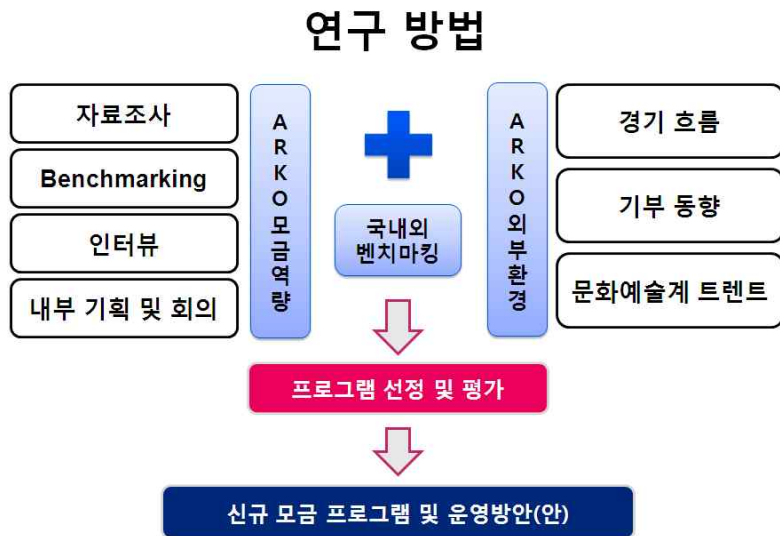 연구 방법
자료조사
Benchmarking
인터뷰
내부 기획 및 회의
ARKO모금역량
국내외
벤치마킹
ARKO외부환경
경기 흐름
기부 동향
문화예술계 트렌트
프로그램 선정 및 평가
신규 모금 프로그램 및 운영방안(안)